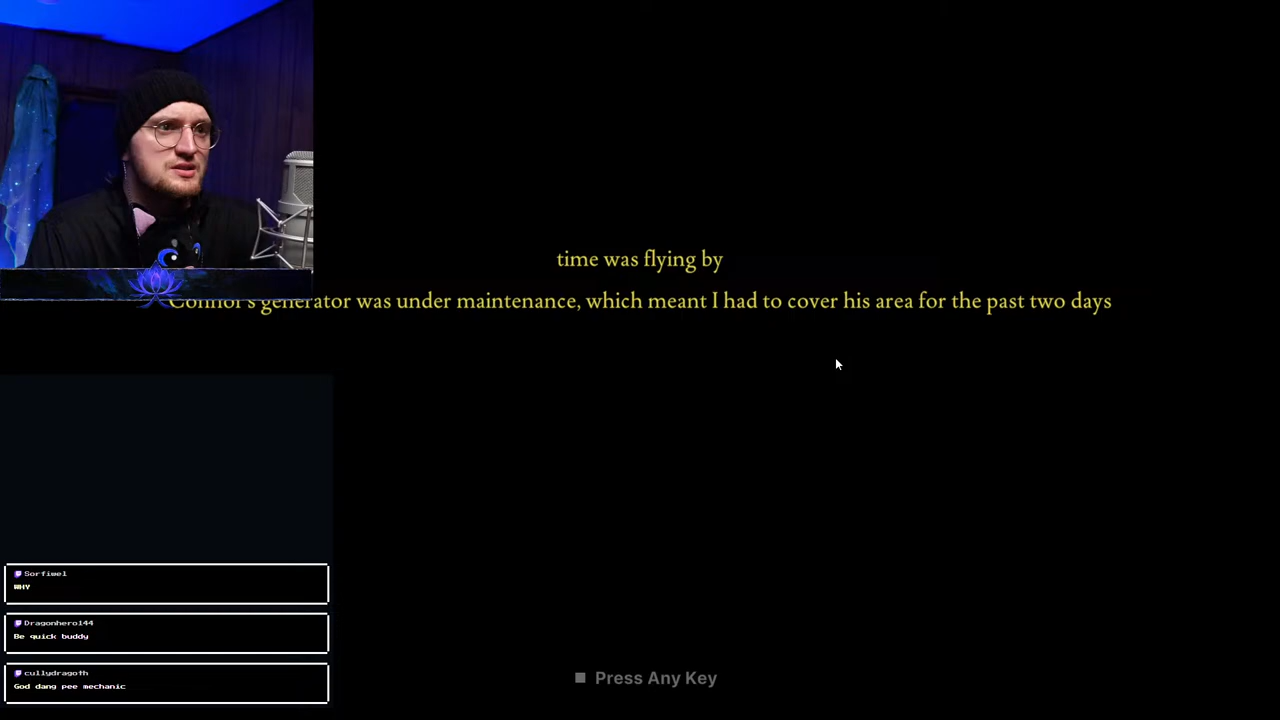 time was flying by
Connor's generator was under maintenance, which meant I had to cover his area for the past two days
Sorfiwel
WHY
Dragonhero144
Be quick buddy
cullydragoth
God dang pee mechanic
Press Any Key